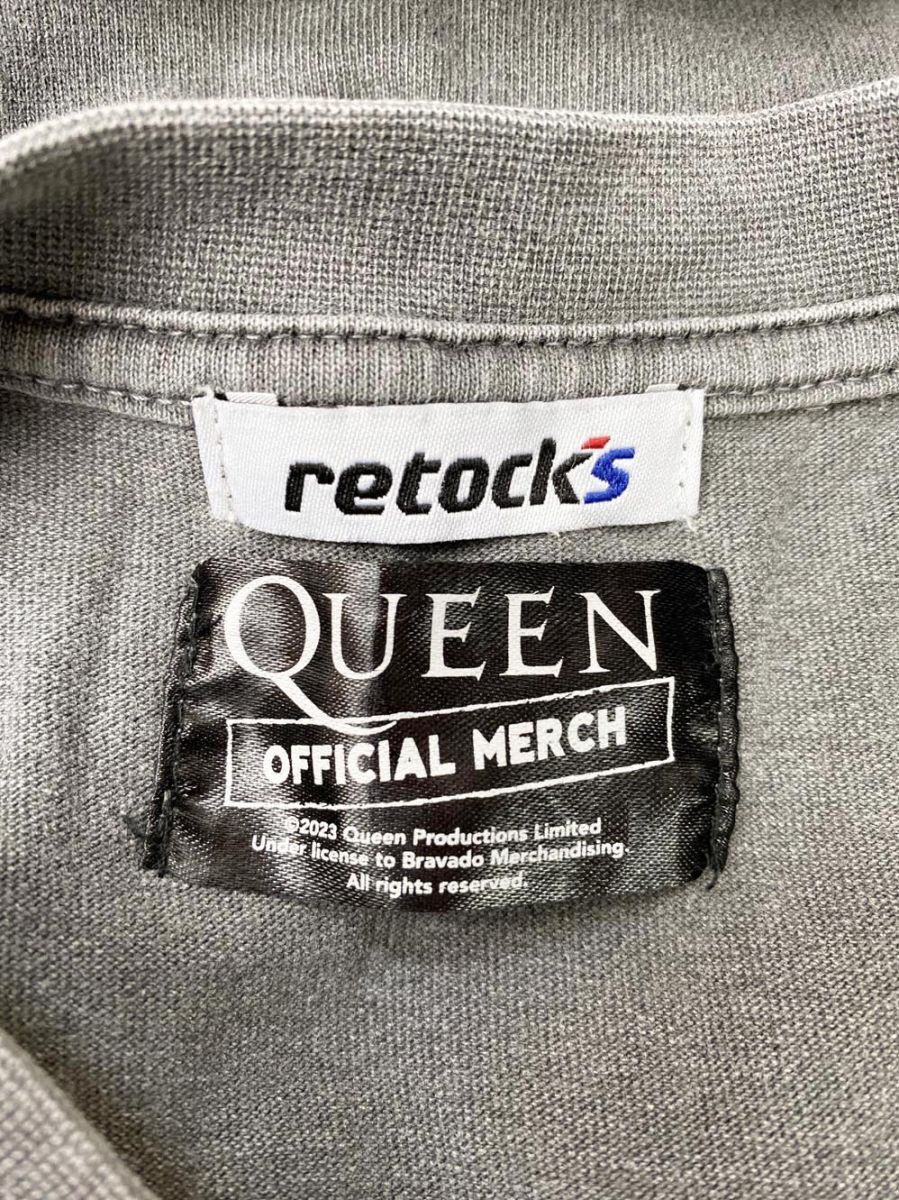 retock's
QUEEN
OFFICIAL MERCH
©2023 Queen Productions Limited
Under license to Bravado Merchandising.
All rights reserved.